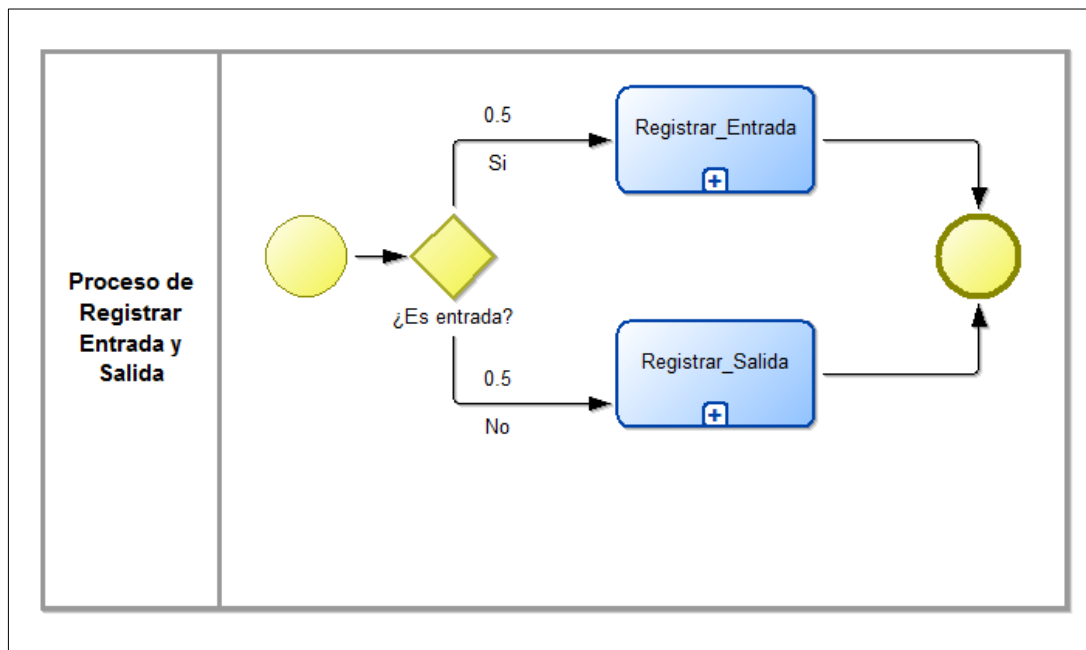 Proceso de
Registrar
Entrada y
Salida
¿Es entrada?
0.5
Si
Registrar_Entrada
0.5
No
Registrar_Salida